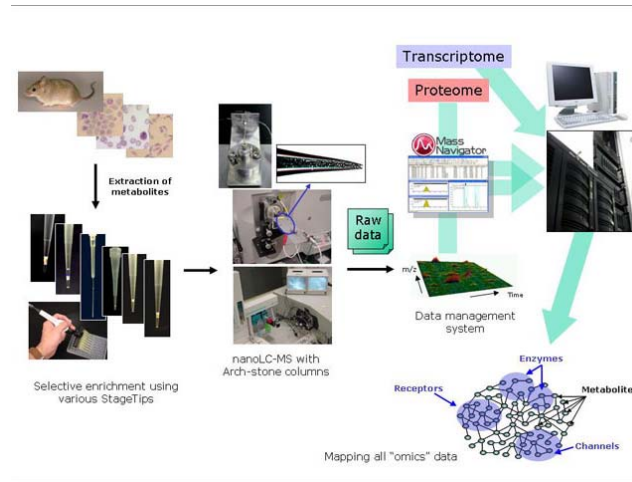 Transcriptome
Proteome
Mass
Navigator
Extraction of
metabolites
Raw
data
m/z
Time
Data management
system
nanoLC-MS with
Arch-stone columns
Selective enrichment using
various StageTips
Enzymes
Receptors
Metabolite
Channels
Mapping all "omics" data